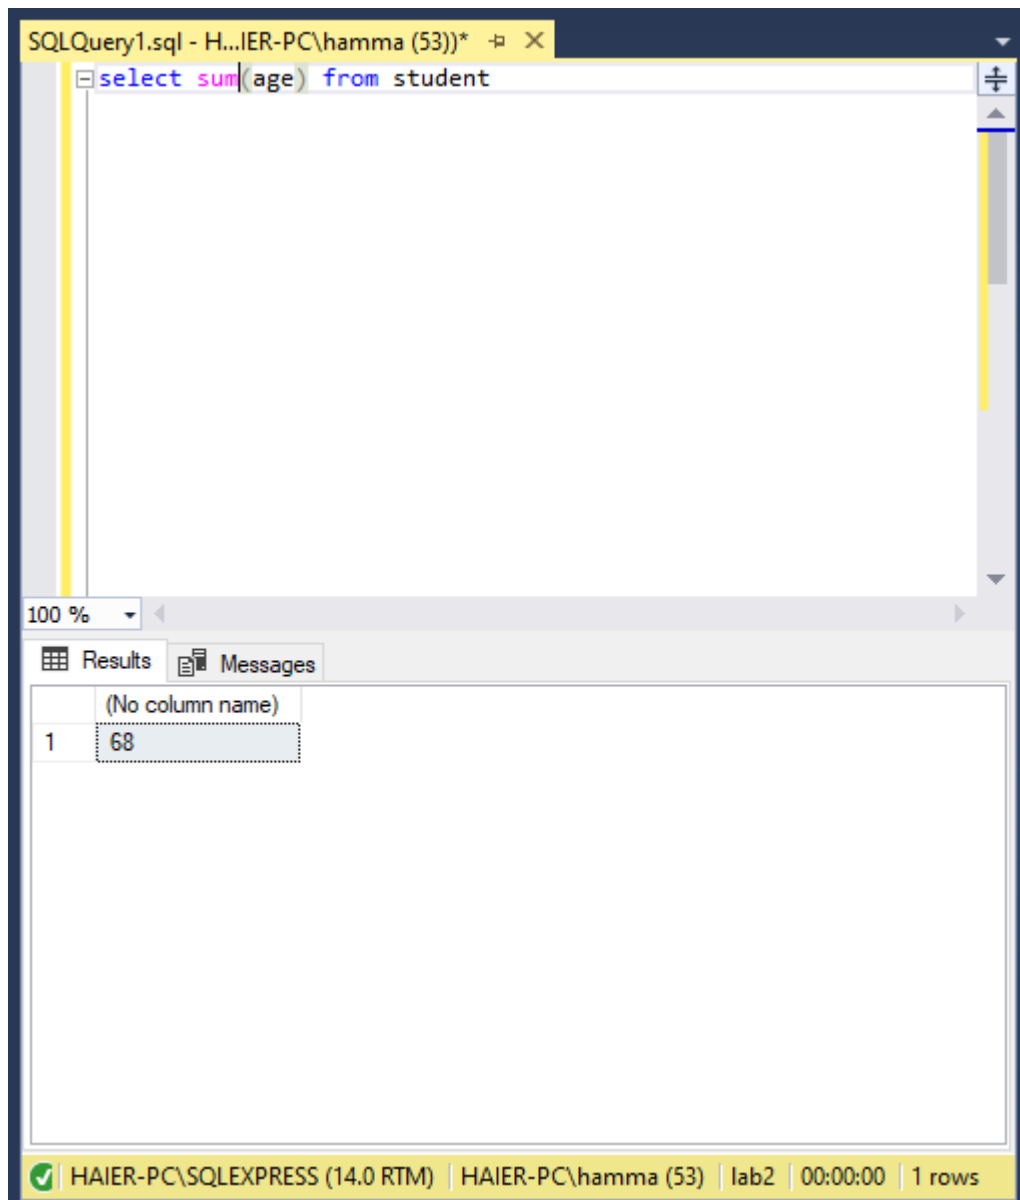 SQLQuery1.sql - H...IER-PC\hamma (53))*
select sum(age) from student
100 %
Results Messages
(No column name)
1 68
HAIER-PC\SQLEXPRESS (14.0 RTM) HAIER-PC\hamma (53) lab2 00:00:00 1 rows